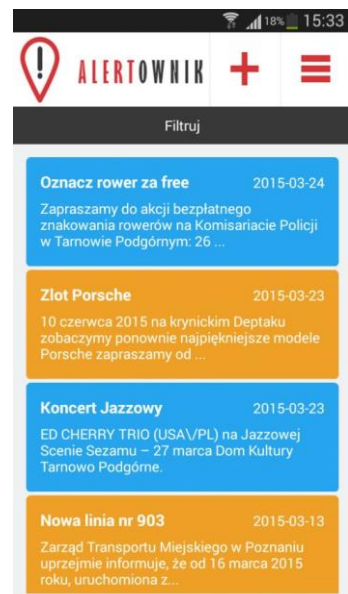 18% 15:33
ALERTOWNIK
Filtruj
Oznacz rower za free 2015-03-24
Zapraszamy do akcji bezpłatnego
znakowania rowerów na Komisariacie Policji
w Tarnowie Podgórnym: 26 ...
Zlot Porsche 2015-03-23
10 czerwca 2015 na krynickim Deptaku
zobaczymy ponownie najpiękniejsze modele
Porsche zapraszamy od ...
Koncert Jazzowy 2015-03-23
ED CHERRY TRIO (USA\/PL) na Jazzowej
Scenie Sezamu – 27 marca Dom Kultury
Tarnowo Podgórne.
Nowa linia nr 903 2015-03-13
Zarząd Transportu Miejskiego w Poznaniu
uprzejmie informuje, że od 16 marca 2015
roku, uruchomiona z...